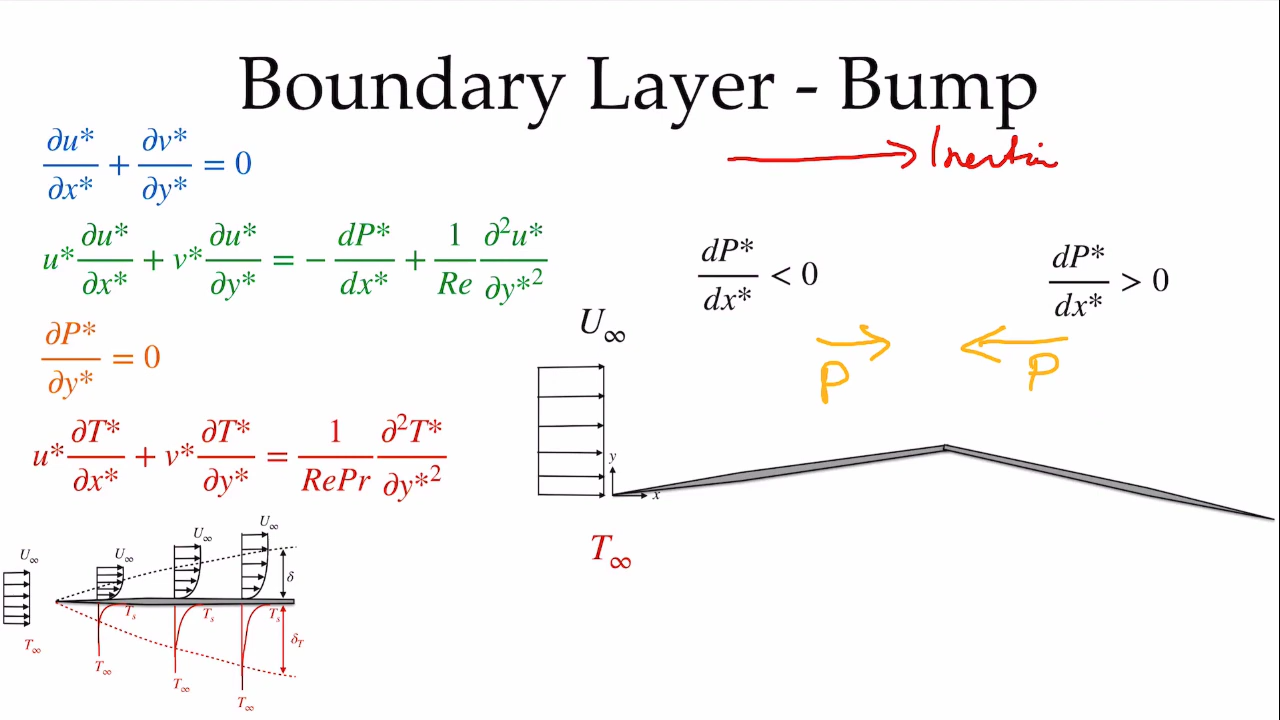 Boundary Layer - Bump
Inertia
∂u*/∂x* + ∂v*/∂y* = 0
u* ∂u*/∂x* + v* ∂u*/∂y* = − dP*/dx* + 1/Re ∂²u*/∂y*²
∂P*/∂y* = 0
u* ∂T*/∂x* + v* ∂T*/∂y* = 1/RePr ∂²T*/∂y*²
dP*/dx* < 0
dP*/dx* > 0
P
P
U∞
y
x
T∞
U∞
U∞
U∞
U∞
δ
T∞
Ts
Ts
Ts
δT
T∞
T∞
T∞